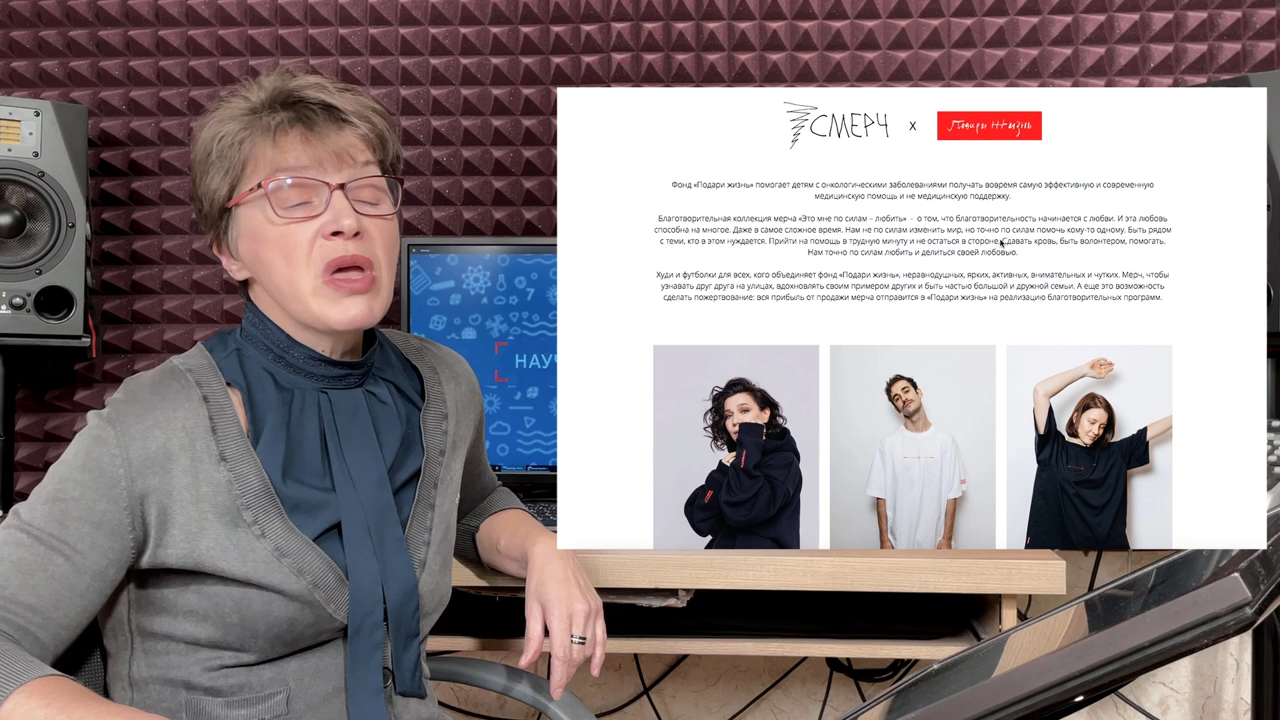 СМЕРЧ X Подари жизнь
Фонд «Подари жизнь» помогает детям с онкологическими заболеваниями получать вовремя самую эффективную и современную
медицинскую помощь и не медицинскую поддержку.
Благотворительная коллекция мерча «Это мне по силам – любить» - о том, что благотворительность начинается с любви. И эта любовь
способна на многое. Даже в самое сложное время. Нам не по силам изменить мир, но точно по силам помочь кому-то одному. Быть рядом
с теми, кто в этом нуждается. Прийти на помощь в трудную минуту и не остаться в стороне. Сдавать кровь, быть волонтером, помогать.
Нам точно по силам любить и делиться своей любовью.
Худи и футболки для всех, кого объединяет фонд «Подари жизнь», неравнодушных, ярких, активных, внимательных и чутких. Мерч, чтобы
узнавать друг друга на улицах, вдохновлять своим примером других и быть частью большой и дружной семьи. А еще это возможность
сделать пожертвование: вся прибыль от продажи мерча отправится в «Подари жизнь» на реализацию благотворительных программ.
НАУЧ